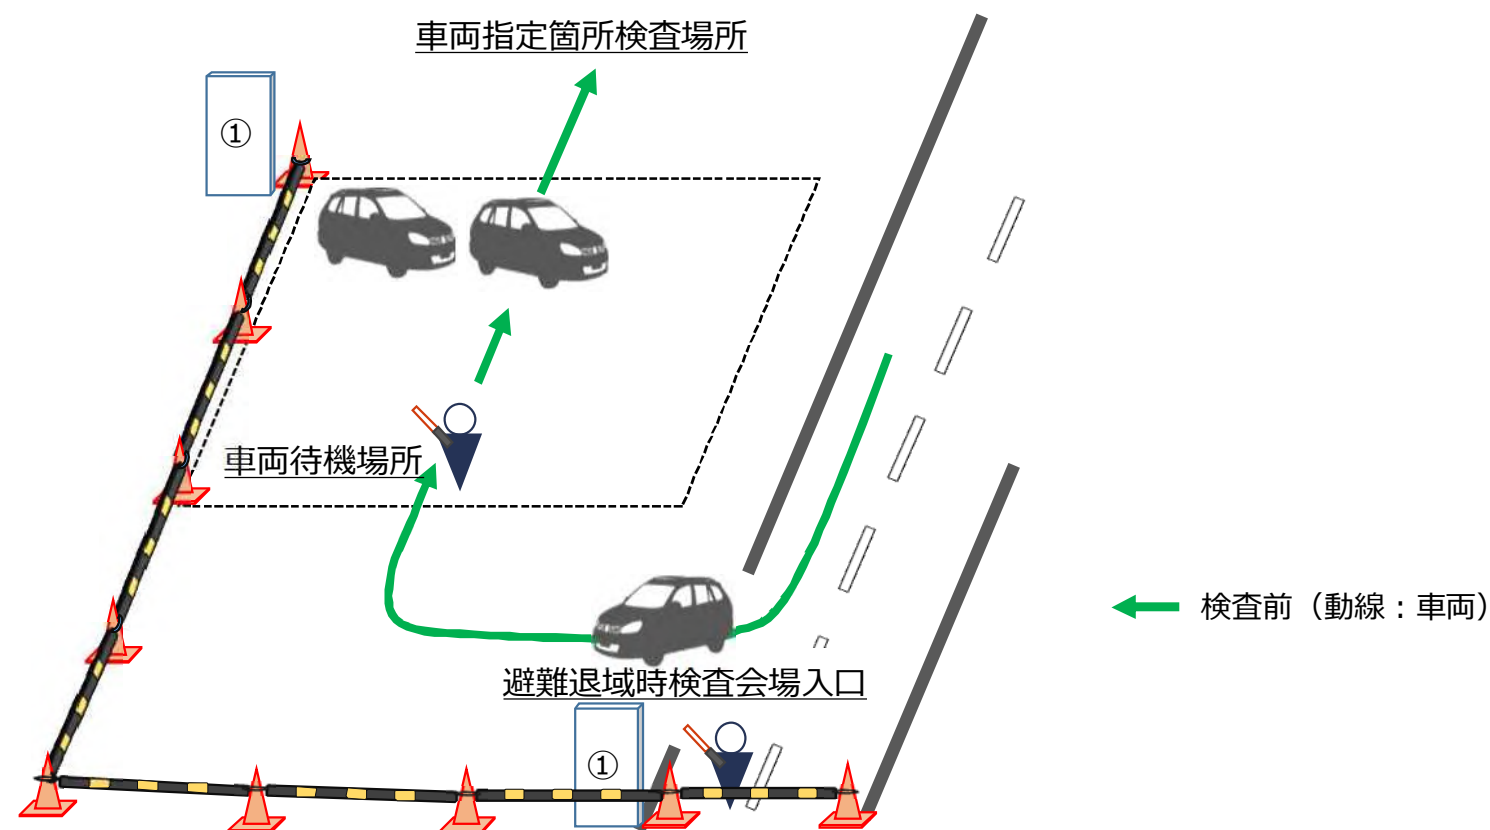 車両指定箇所検査場所
①
車両待機場所
検査前（動線：車両）
避難退域時検査会場入口
①